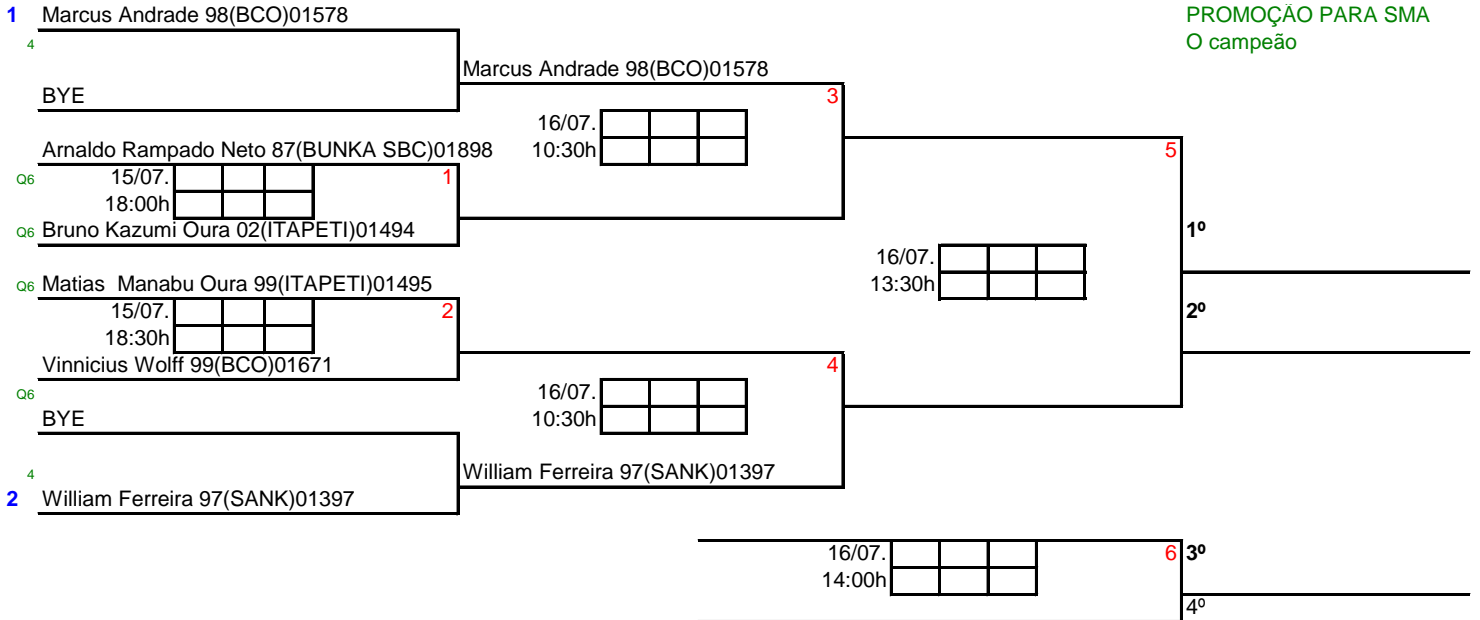 1 Marcus Andrade 98(BCO)01578
PROMOÇÃO PARA SMA
4
O campeão
Marcus Andrade 98(BCO)01578
BYE
3
16/07.
10:30h
Arnaldo Rampado Neto 87(BUNKA SBC)01898
5
Q6 15/07. 1
18:00h
Q6 Bruno Kazumi Oura 02(ITAPETI)01494
1º
16/07.
13:30h
Q6 Matias Manabu Oura 99(ITAPETI)01495
15/07. 2
2º
18:30h
Vinnicius Wolff 99(BCO)01671
4
Q6
16/07.
10:30h
BYE
4
William Ferreira 97(SANK)01397
2 William Ferreira 97(SANK)01397
16/07. 6 3º
14:00h
4º